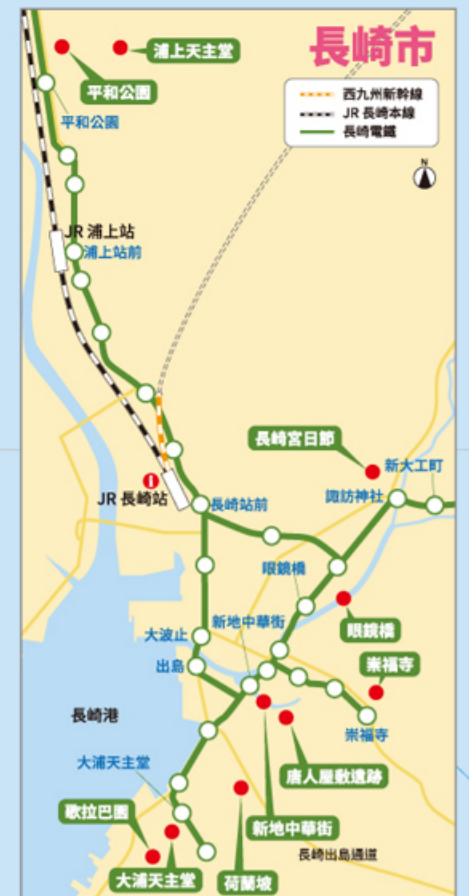 長崎市
西九州新幹線
JR 長崎本線
長崎電鐵
N
浦上天主堂
平和公園
平和公園
JR 浦上站
浦上站前
長崎宮日節
新大工町
諏訪神社
i
JR 長崎站
長崎站前
眼鏡橋
眼鏡橋
新地中華街
大波止
出島
崇福寺
崇福寺
長崎港
大浦天主堂
唐人屋敷遺跡
歌拉巴園
新地中華街
長崎出島通道
大浦天主堂
荷蘭坡